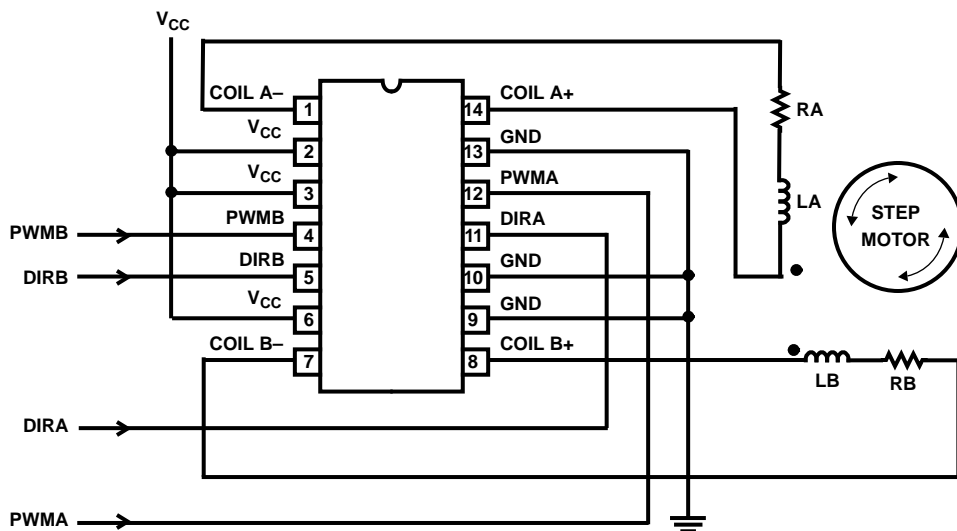 VCC
COIL A– 1 14 COIL A+
RA
VCC 2 13 GND
VCC 3 12 PWMA
LA
PWMB PWMB 4 11 DIRA
STEP
MOTOR
DIRB DIRB 5 10 GND
VCC 6 9 GND
COIL B– 7 8 COIL B+
LB RB
DIRA
PWMA